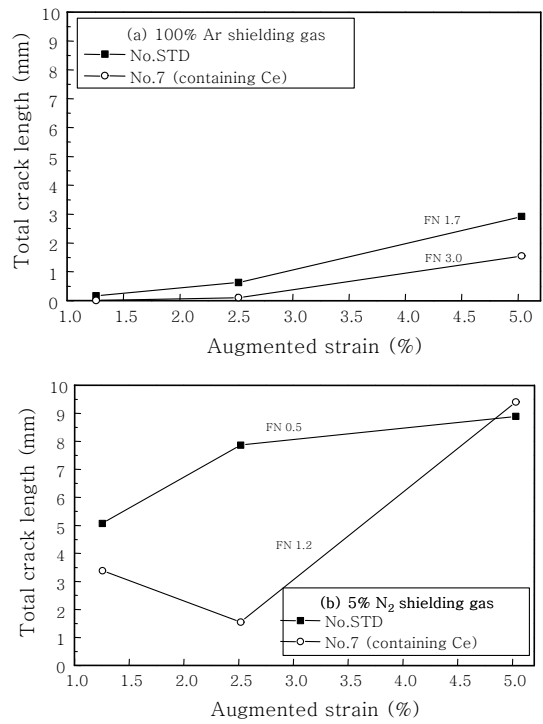 10
9
8
7
6
5
4
3
2
1
0
Total crack length (mm)
(a) 100% Ar shielding gas
No.STD
No.7 (containing Ce)
FN 1.7
FN 3.0
1.0 1.5 2.0 2.5 3.0 3.5 4.0 4.5 5.0
Augmented strain (%)
10
9
8
7
6
5
4
3
2
1
0
Total crack length (mm)
FN 0.5
FN 1.2
(b) 5% N₂ shielding gas
No.STD
No.7 (containing Ce)
1.0 1.5 2.0 2.5 3.0 3.5 4.0 4.5 5.0
Augmented strain (%)